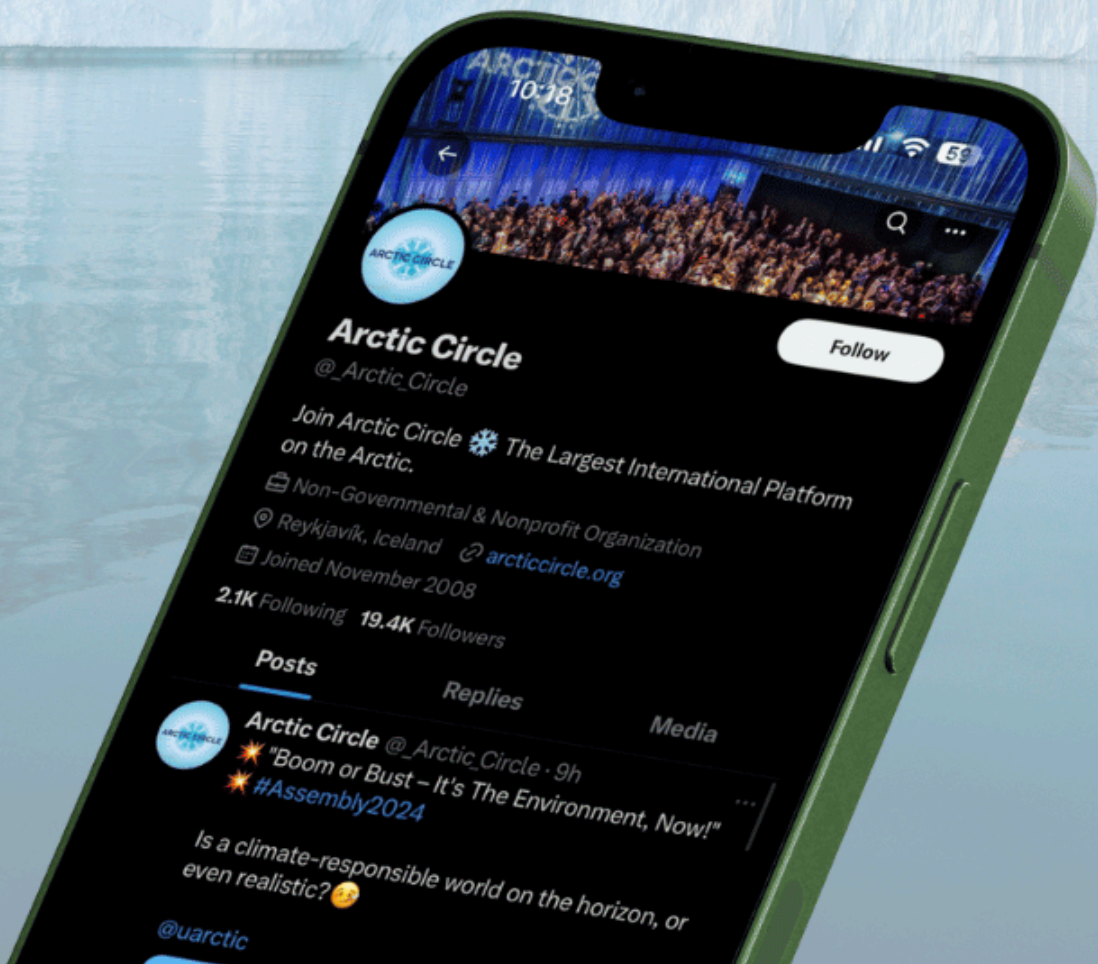 ARCTIC C
10:18
59
ARCTIC CIRCLE
Follow
Arctic Circle
@_Arctic_Circle
Join Arctic Circle ❄️ The Largest International Platform
on the Arctic.
Non-Governmental & Nonprofit Organization
Reykjavík, Iceland arcticcircle.org
Joined November 2008
2.1K Following 19.4K Followers
Posts Replies Media
ARCTIC CIRCLE
Arctic Circle @_Arctic_Circle · 9h
💥 "Boom or Bust – It's The Environment, Now!"
💥 #Assembly2024
Is a climate-responsible world on the horizon, or
even realistic?🤔
@uarctic